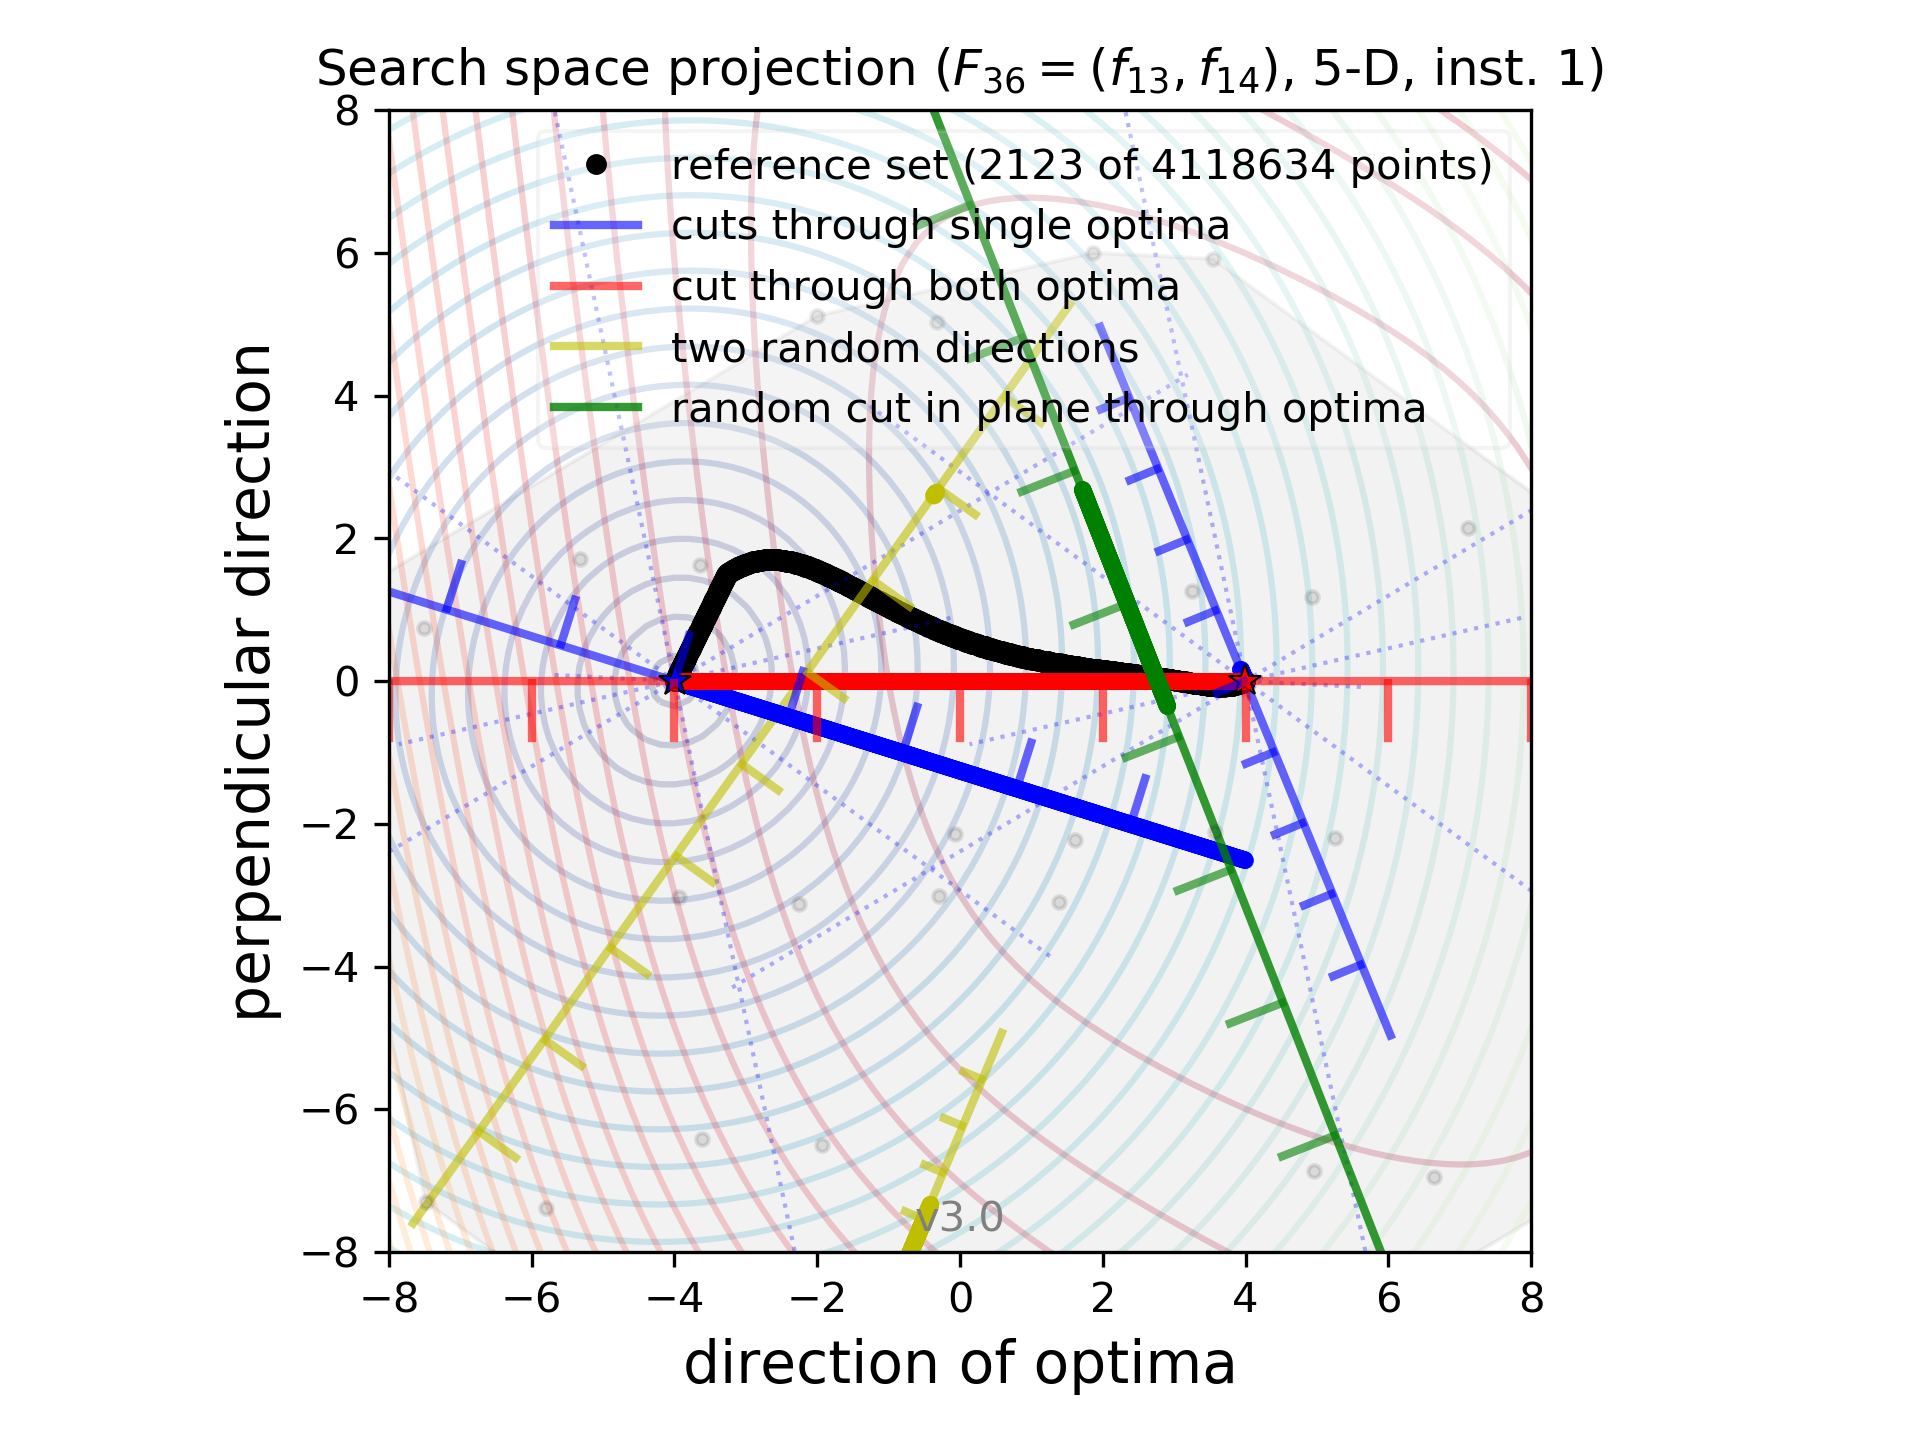 Search space projection (F₃₆ = (f₁₃, f₁₄), 5-D, inst. 1)
reference set (2123 of 4118634 points)
cuts through single optima
cut through both optima
two random directions
random cut in plane through optima
perpendicular direction
8
6
4
2
0
−2
−4
−6
−8
v3.0
−8 −6 −4 −2 0 2 4 6 8
direction of optima